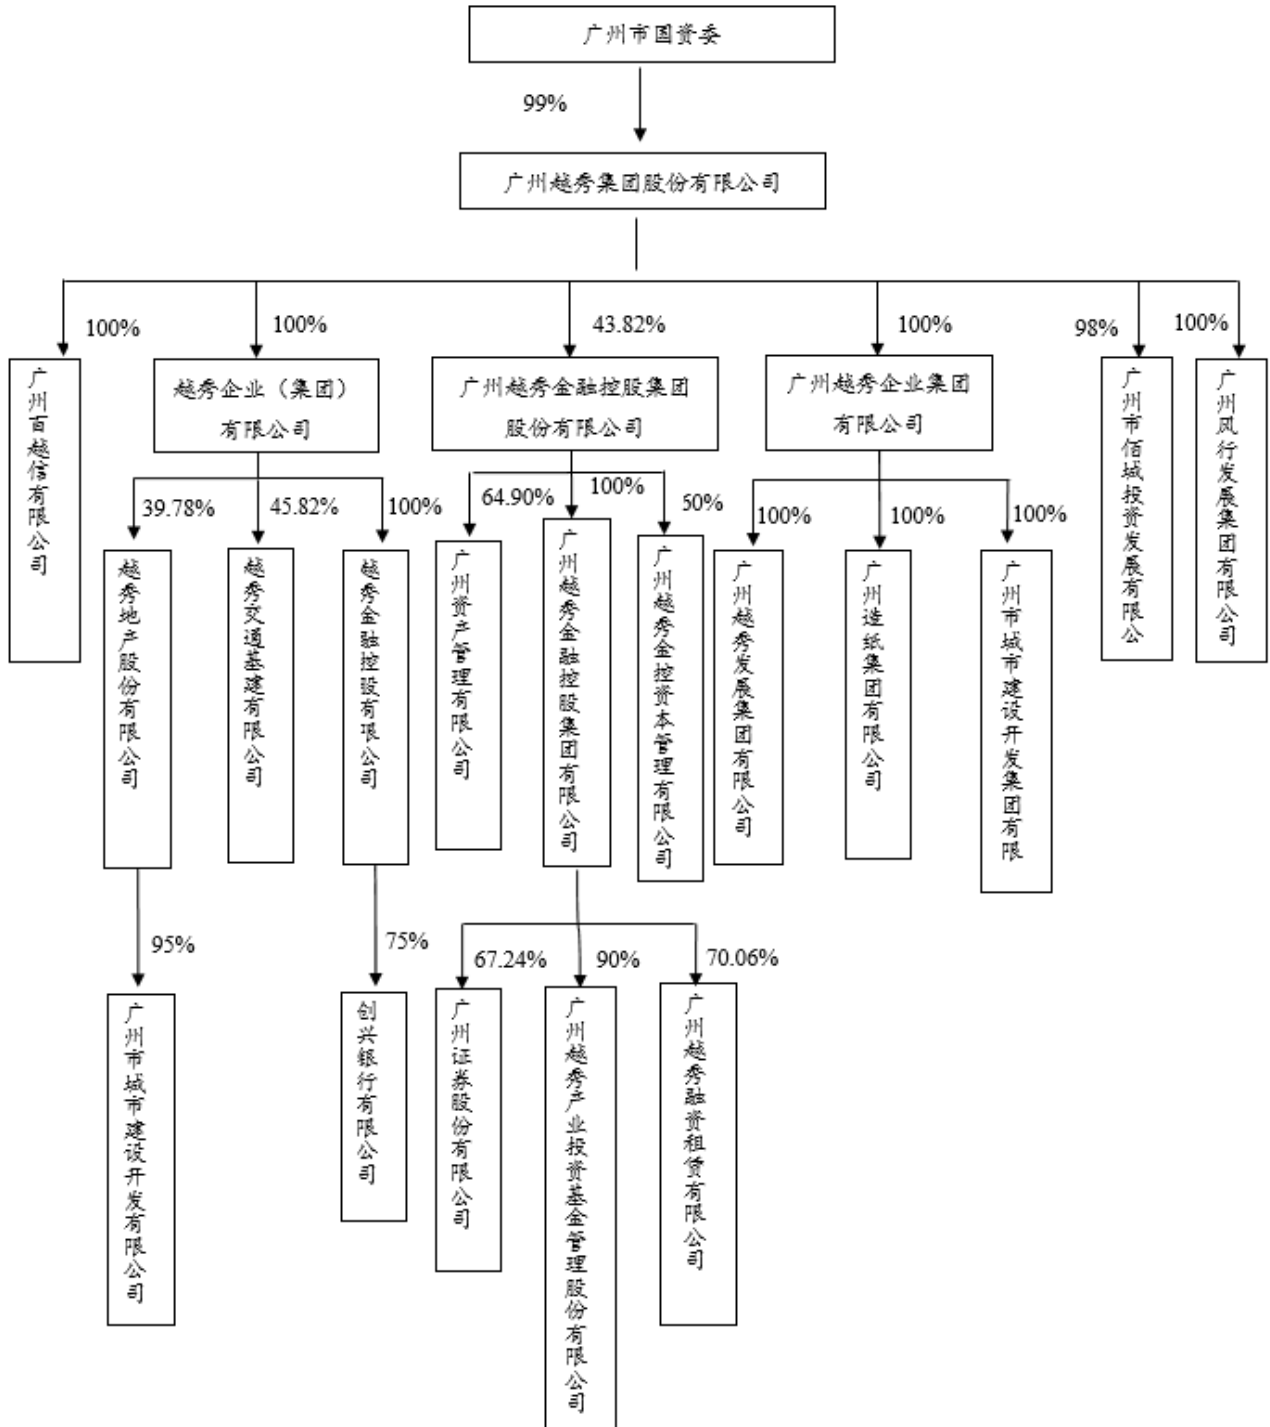 广州市国资委
99%
广州越秀集团股份有限公司
100%
100%
43.82%
100%
98%
100%
广州百越信有限公司
越秀企业（集团）
有限公司
广州越秀金融控股集团
股份有限公司
广州越秀企业集团
有限公司
广州市佰城投资发展有限公
广州风行发展集团有限公司
39.78%
45.82%
100%
64.90%
100%
50%
100%
100%
100%
越秀地产股份有限公司
越秀交通基建有限公司
越秀金融控股有限公司
广州资产管理有限公司
广州越秀金融控股集团有限公司
广州越秀金控资本管理有限公司
广州越秀发展集团有限公司
广州造纸集团有限公司
广州市城市建设开发集团有限
95%
75%
67.24%
90%
70.06%
广州市城市建设开发有限公司
创兴银行有限公司
广州证券股份有限公司
广州越秀产业投资基金管理股份有限公司
广州越秀融资租赁有限公司